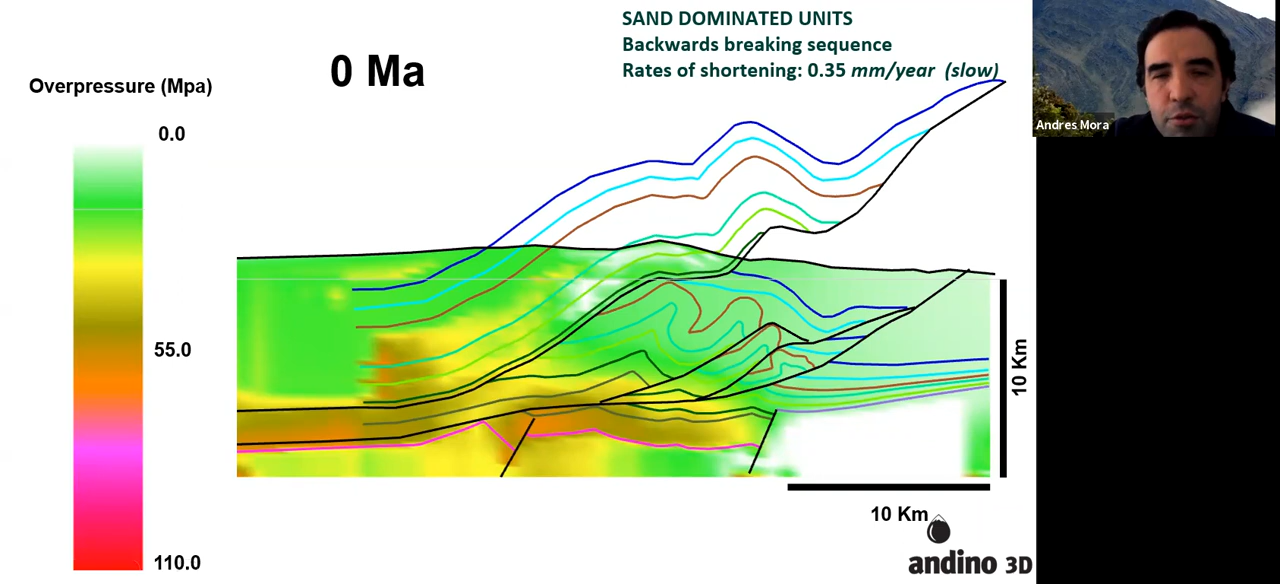 SAND DOMINATED UNITS
Backwards breaking sequence
Rates of shortening: 0.35 mm/year (slow)
0 Ma
Overpressure (Mpa)
0.0
55.0
110.0
10 Km
10 Km
andino 3D
Andres Mora